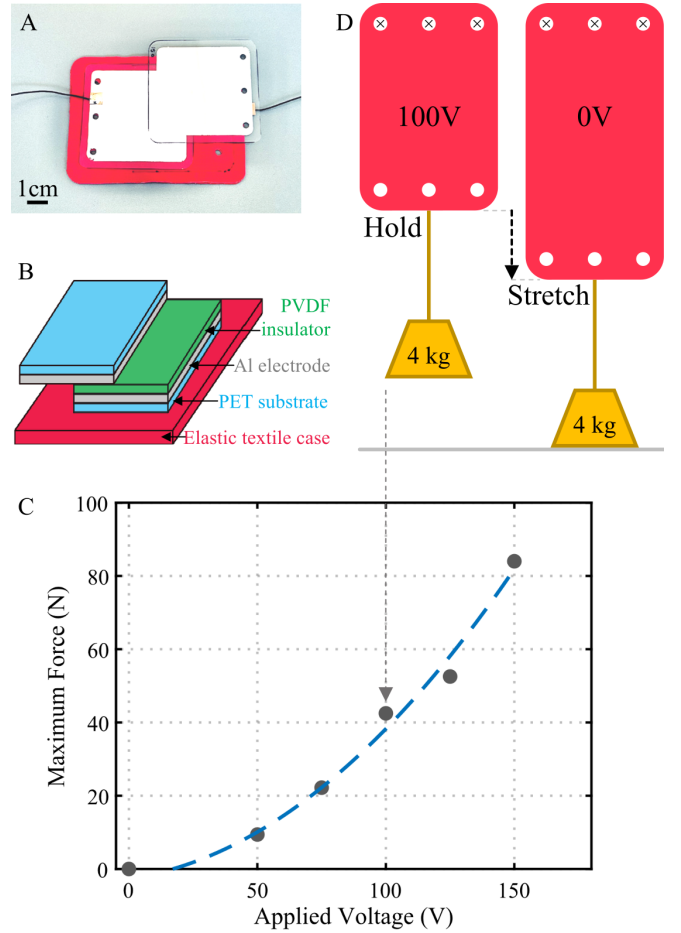 A
1cm
B
PVDF
insulator
Al electrode
PET substrate
Elastic textile case
D
100V
0V
Hold
Stretch
4 kg
4 kg
C
Maximum Force (N)
100
80
60
40
20
0
0
50
100
150
Applied Voltage (V)